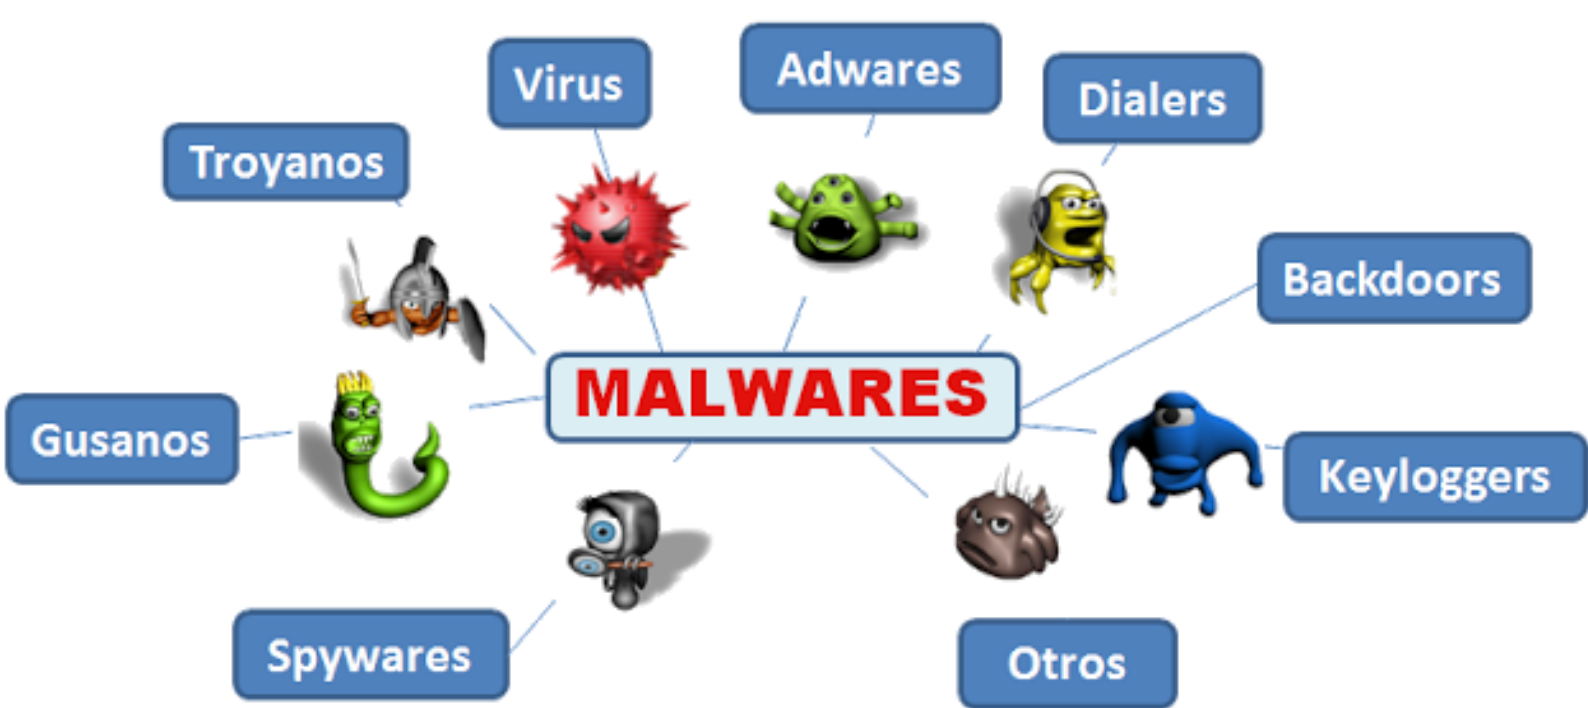 Virus
Adwares
Dialers
Troyanos
Backdoors
MALWARES
Gusanos
Keyloggers
Spywares
Otros